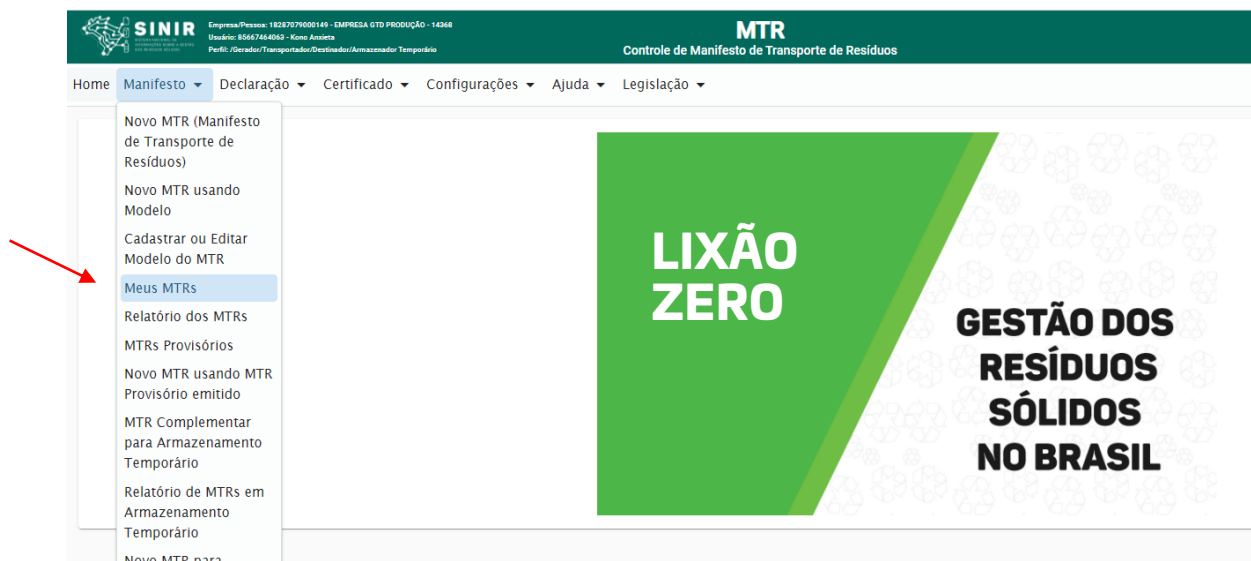 SINIR
Empresa/Pessoa: 18287079000149 - EMPRESA GTD PRODUÇÃO - 14368
Usuário: 85667464063 - Kono Anxieta
Perfil: /Gerador/Transportador/Destinador/Armazenador Temporário
MTR
Controle de Manifesto de Transporte de Resíduos
Home Manifesto Declaração Certificado Configurações Ajuda Legislação
Novo MTR (Manifesto
de Transporte de
Resíduos)
Novo MTR usando
Modelo
Cadastrar ou Editar
Modelo do MTR
Meus MTRs
Relatório dos MTRs
MTRs Provisórios
Novo MTR usando MTR
Provisório emitido
MTR Complementar
para Armazenamento
Temporário
Relatório de MTRs em
Armazenamento
Temporário
Novo MTR para
LIXÃO
ZERO
GESTÃO DOS
RESÍDUOS
SÓLIDOS
NO BRASIL